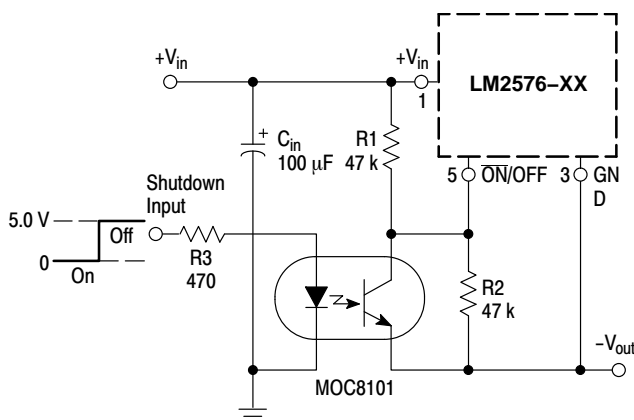 +Vin
+Vin
1
LM2576–XX
Cin
100 µF
+
R1
47 k
5
ON/OFF
3
GN
D
Shutdown
Input
5.0 V
Off
0
On
R3
470
R2
47 k
–Vout
MOC8101